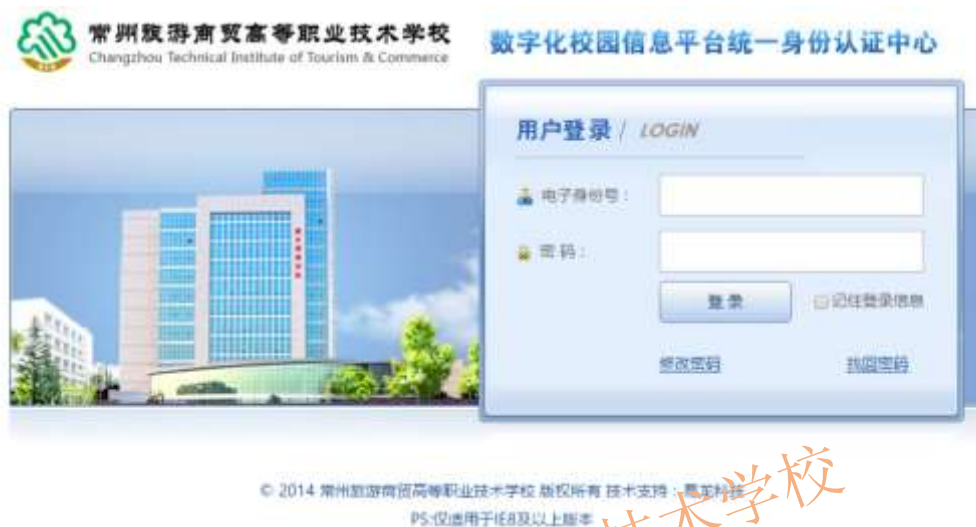 常州旅游商贸高等职业技术学校
Changzhou Technical Institute of Tourism & Commerce
数字化校园信息平台统一身份认证中心
用户登录 / LOGIN
电子身份号：
密 码：
登 录
记住登录信息
修改密码 找回密码
© 2014 常州旅游商贸高等职业技术学校 版权所有 技术支持：
PS:仅适用于IE8及以上版本
技术学校